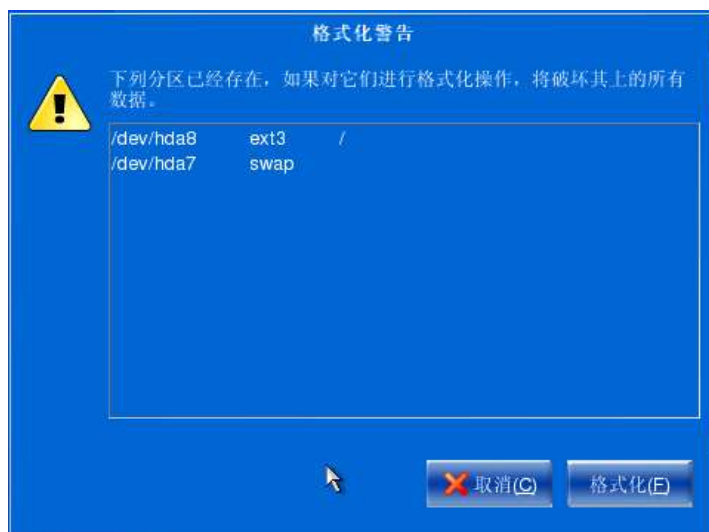 格式化警告
下列分区已经存在，如果对它们进行格式化操作，将破坏其上的所有
数据。
/dev/hda8 ext3 /
/dev/hda7 swap
取消(C) 格式化(F)